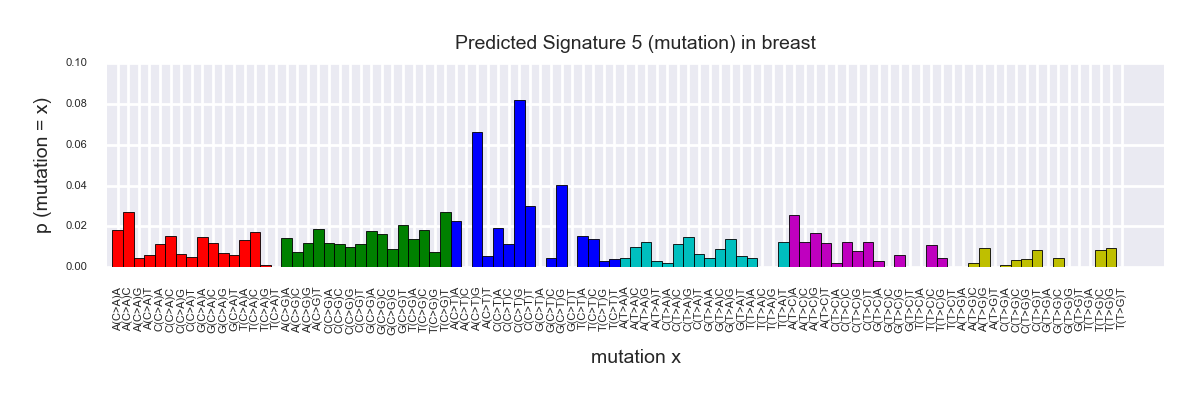 Predicted Signature 5 (mutation) in breast
p (mutation = x)
0.10
0.08
0.06
0.04
0.02
0.00
A(C>A)A
A(C>A)C
A(C>A)G
A(C>A)T
C(C>A)A
C(C>A)C
C(C>A)G
C(C>A)T
G(C>A)A
G(C>A)C
G(C>A)G
G(C>A)T
T(C>A)A
T(C>A)C
T(C>A)G
T(C>A)T
A(C>G)A
A(C>G)C
A(C>G)G
A(C>G)T
C(C>G)A
C(C>G)C
C(C>G)G
C(C>G)T
G(C>G)A
G(C>G)C
G(C>G)G
G(C>G)T
T(C>G)A
T(C>G)C
T(C>G)G
T(C>G)T
A(C>T)A
A(C>T)C
A(C>T)G
A(C>T)T
C(C>T)A
C(C>T)C
C(C>T)G
C(C>T)T
G(C>T)A
G(C>T)C
G(C>T)G
G(C>T)T
T(C>T)A
T(C>T)C
T(C>T)G
T(C>T)T
A(T>A)A
A(T>A)C
A(T>A)G
A(T>A)T
C(T>A)A
C(T>A)C
C(T>A)G
C(T>A)T
G(T>A)A
G(T>A)C
G(T>A)G
G(T>A)T
T(T>A)A
T(T>A)C
T(T>A)G
T(T>A)T
A(T>C)A
A(T>C)C
A(T>C)G
A(T>C)T
C(T>C)A
C(T>C)C
C(T>C)G
C(T>C)T
G(T>C)A
G(T>C)C
G(T>C)G
G(T>C)T
T(T>C)A
T(T>C)C
T(T>C)G
T(T>C)T
A(T>G)A
A(T>G)C
A(T>G)G
A(T>G)T
C(T>G)A
C(T>G)C
C(T>G)G
C(T>G)T
G(T>G)A
G(T>G)C
G(T>G)G
G(T>G)T
T(T>G)A
T(T>G)C
T(T>G)G
T(T>G)T
mutation x